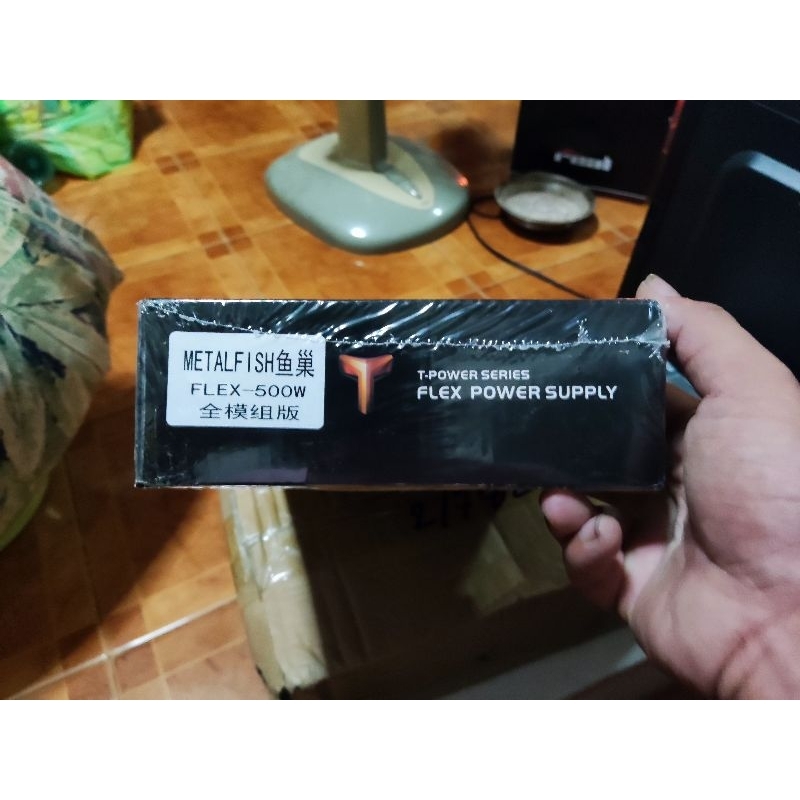 METALFISH鱼巢
FLEX-500W
全模组版
T-POWER SERIES
FLEX POWER SUPPLY